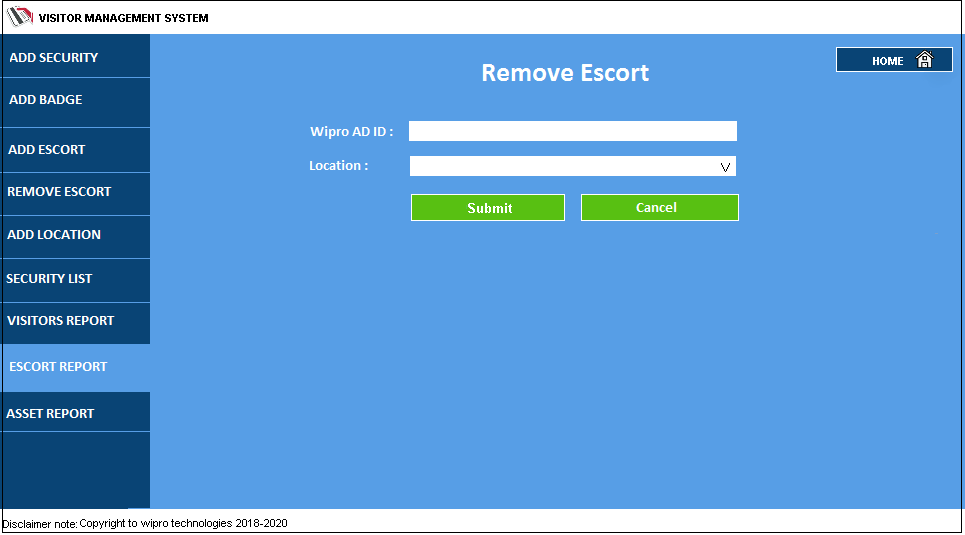 VISITOR MANAGEMENT SYSTEM
ADD SECURITY
ADD BADGE
ADD ESCORT
REMOVE ESCORT
ADD LOCATION
SECURITY LIST
VISITORS REPORT
ESCORT REPORT
ASSET REPORT
HOME
Remove Escort
Wipro AD ID :
Location :
V
Submit Cancel
Disclaimer note: Copyright to wipro technologies 2018-2020